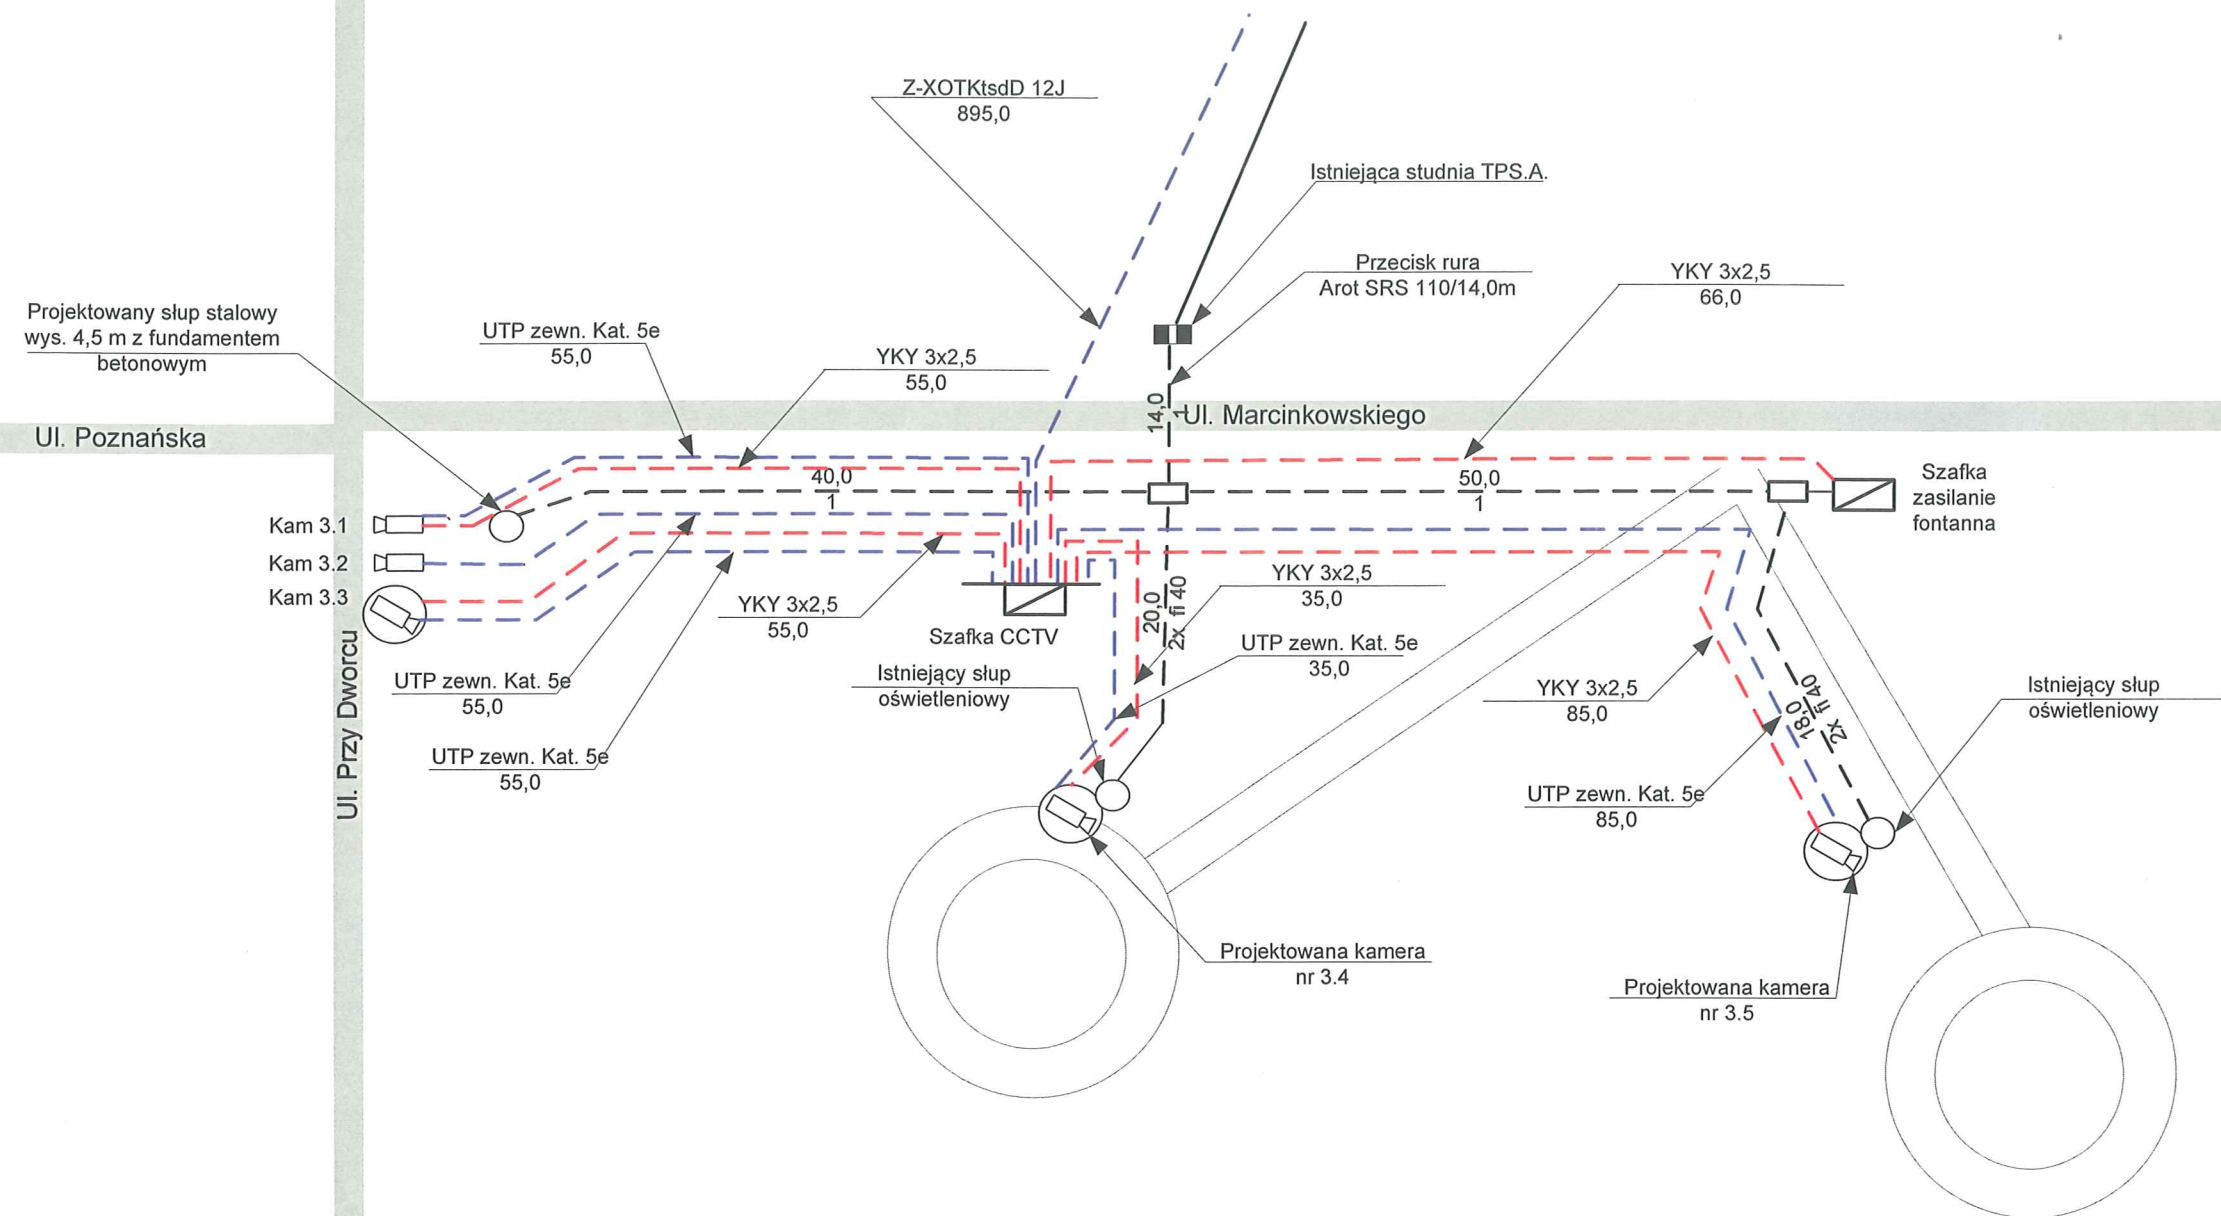 Z-XOTKtsdD 12J
895,0
Istniejąca studnia TPS.A.
Przecisk rura
Arot SRS 110/14,0m
YKY 3x2,5
66,0
Projektowany słup stalowy
wys. 4,5 m z fundamentem
betonowym
UTP zewn. Kat. 5e
55,0
YKY 3x2,5
55,0
14,0
1
Ul. Marcinkowskiego
Ul. Poznańska
40,0
1
50,0
1
Szafka
zasilanie
fontanna
Kam 3.1
Kam 3.2
Kam 3.3
YKY 3x2,5
55,0
Szafka CCTV
20,0
2x fi 40
YKY 3x2,5
35,0
UTP zewn. Kat. 5e
35,0
UTP zewn. Kat. 5e
55,0
Istniejący słup
oświetleniowy
YKY 3x2,5
85,0
18,0
2x fi 40
Istniejący słup
oświetleniowy
Ul. Przy Dworcu
UTP zewn. Kat. 5e
55,0
UTP zewn. Kat. 5e
85,0
Projektowana kamera
nr 3.4
Projektowana kamera
nr 3.5